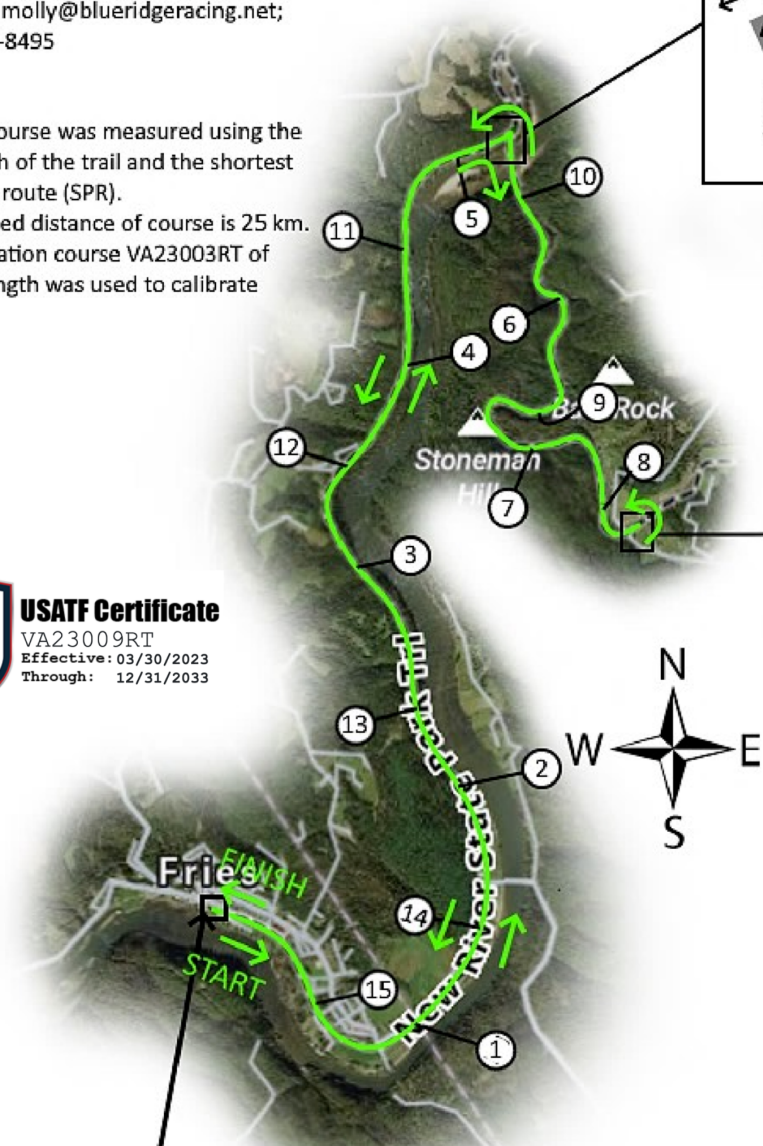 molly@blueridgeracing.net;
-8495
ourse was measured using the
h of the trail and the shortest
route (SPR).
ed distance of course is 25 km.
ation course VA23003RT of
ngth was used to calibrate
10
5
11
6
4
9
Rock
12
Stoneman
Hill
8
7
3
USATF Certificate
VA23009RT
Effective: 03/30/2023
Through: 12/31/2033
N
W
E
S
13
2
New River State Park Trl
Fries
FINISH
14
START
15
1